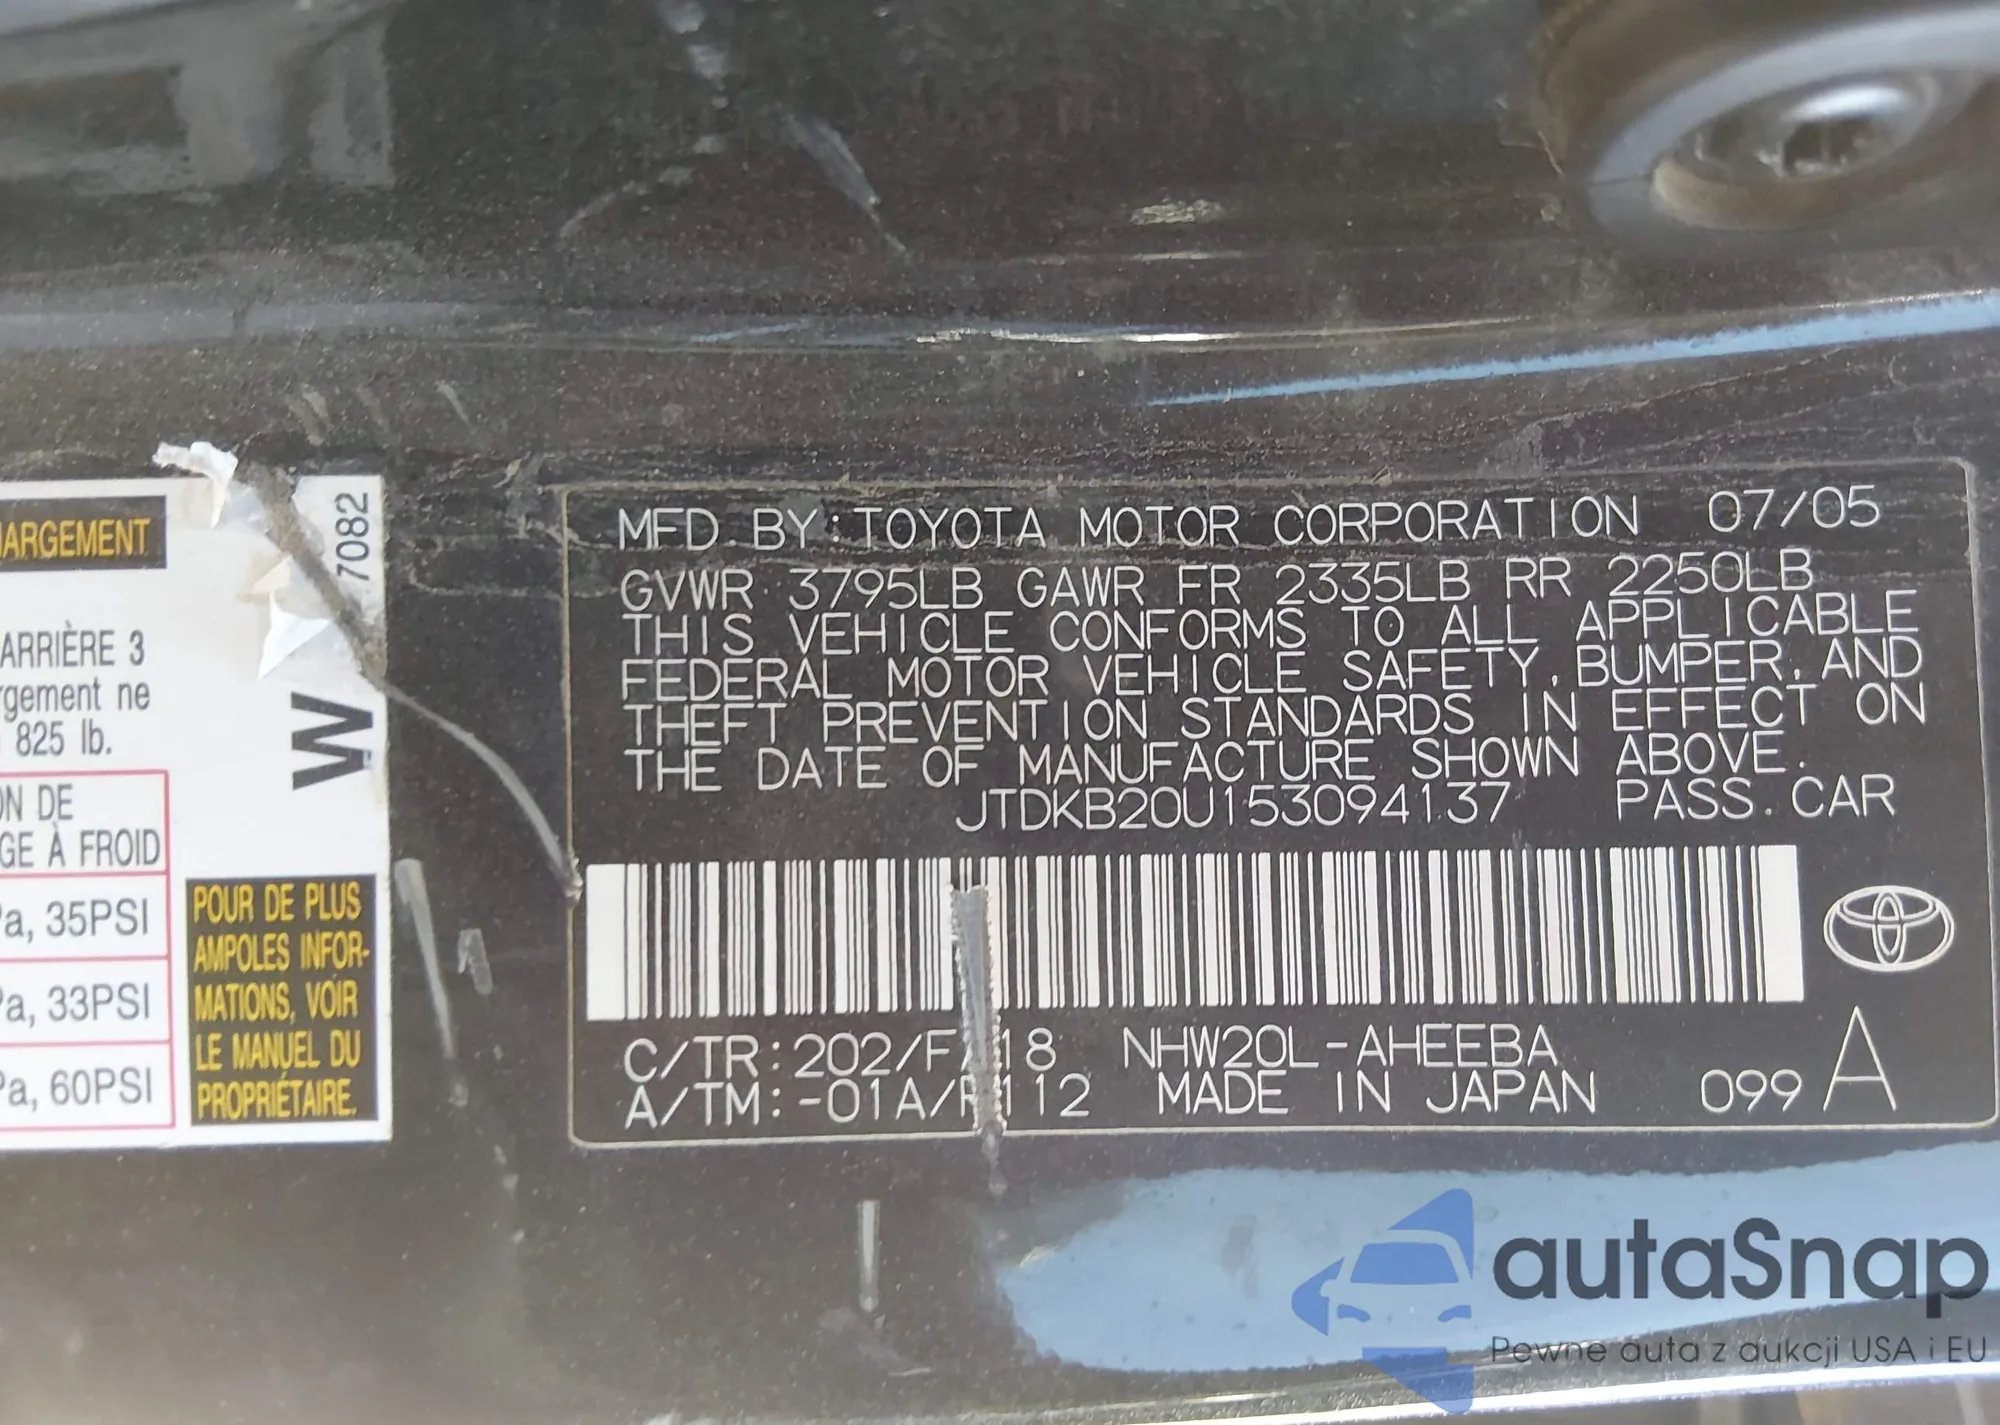 HARGEMENT
7082
ARRIÈRE 3
rgement ne
825 lb.
W
ON DE
GE À FROID
Pa, 35PSI
Pa, 33PSI
Pa, 60PSI
POUR DE PLUS
AMPOLES INFOR-
MATIONS, VOIR
LE MANUEL DU
PROPRIÉTAIRE.
MFD. BY:TOYOTA MOTOR CORPORATION 07/05
GVWR 3795LB GAWR FR 2335LB RR 2250LB
THIS VEHICLE CONFORMS TO ALL APPLICABLE
FEDERAL MOTOR VEHICLE SAFETY, BUMPER, AND
THEFT PREVENTION STANDARDS IN EFFECT ON
THE DATE OF MANUFACTURE SHOWN ABOVE.
JTDKB20U153094137 PASS. CAR
C/TR:202/F 18 NHW20L-AHEEBA
A/TM:-01A/P112 MADE IN JAPAN 099 A
autaSnap
Pewne auta z aukcji USA i EU